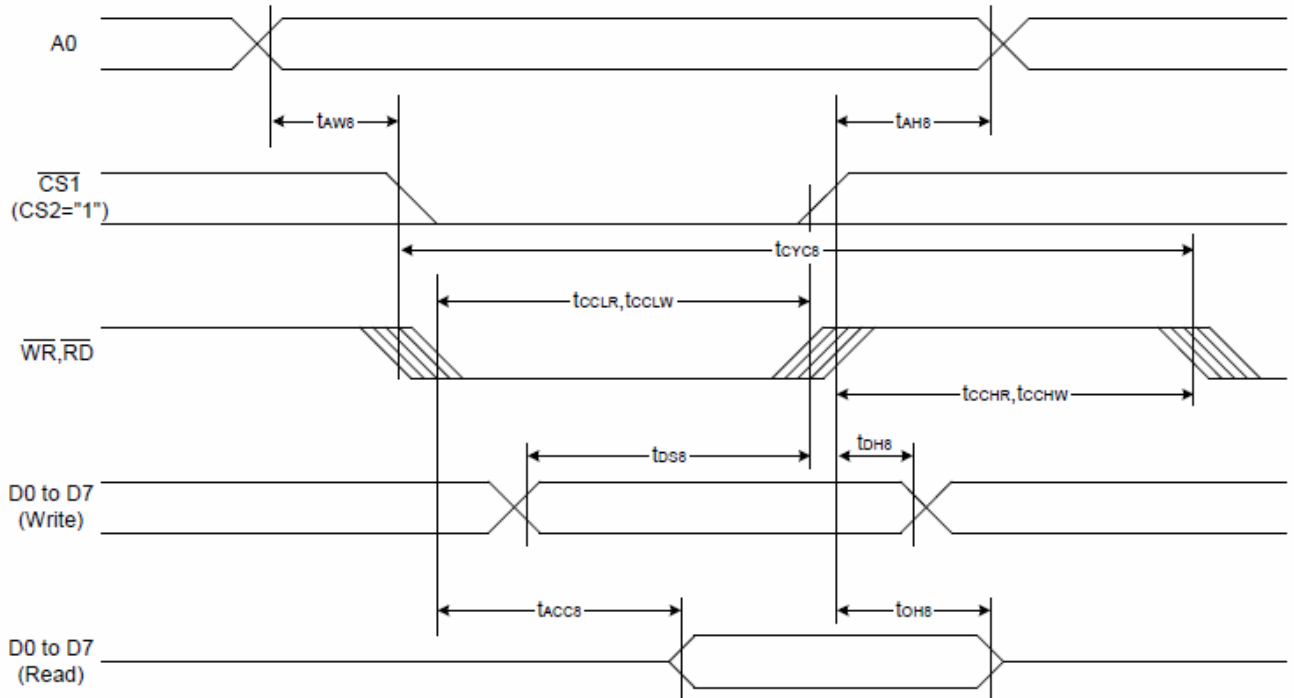 A0
tAW8
tAH8
CS1
(CS2="1")
tCYC8
tCCLR,tCCLW
WR,RD
tCCHR,tCCHW
tDS8
tDH8
D0 to D7
(Write)
tACC8
tOH8
D0 to D7
(Read)